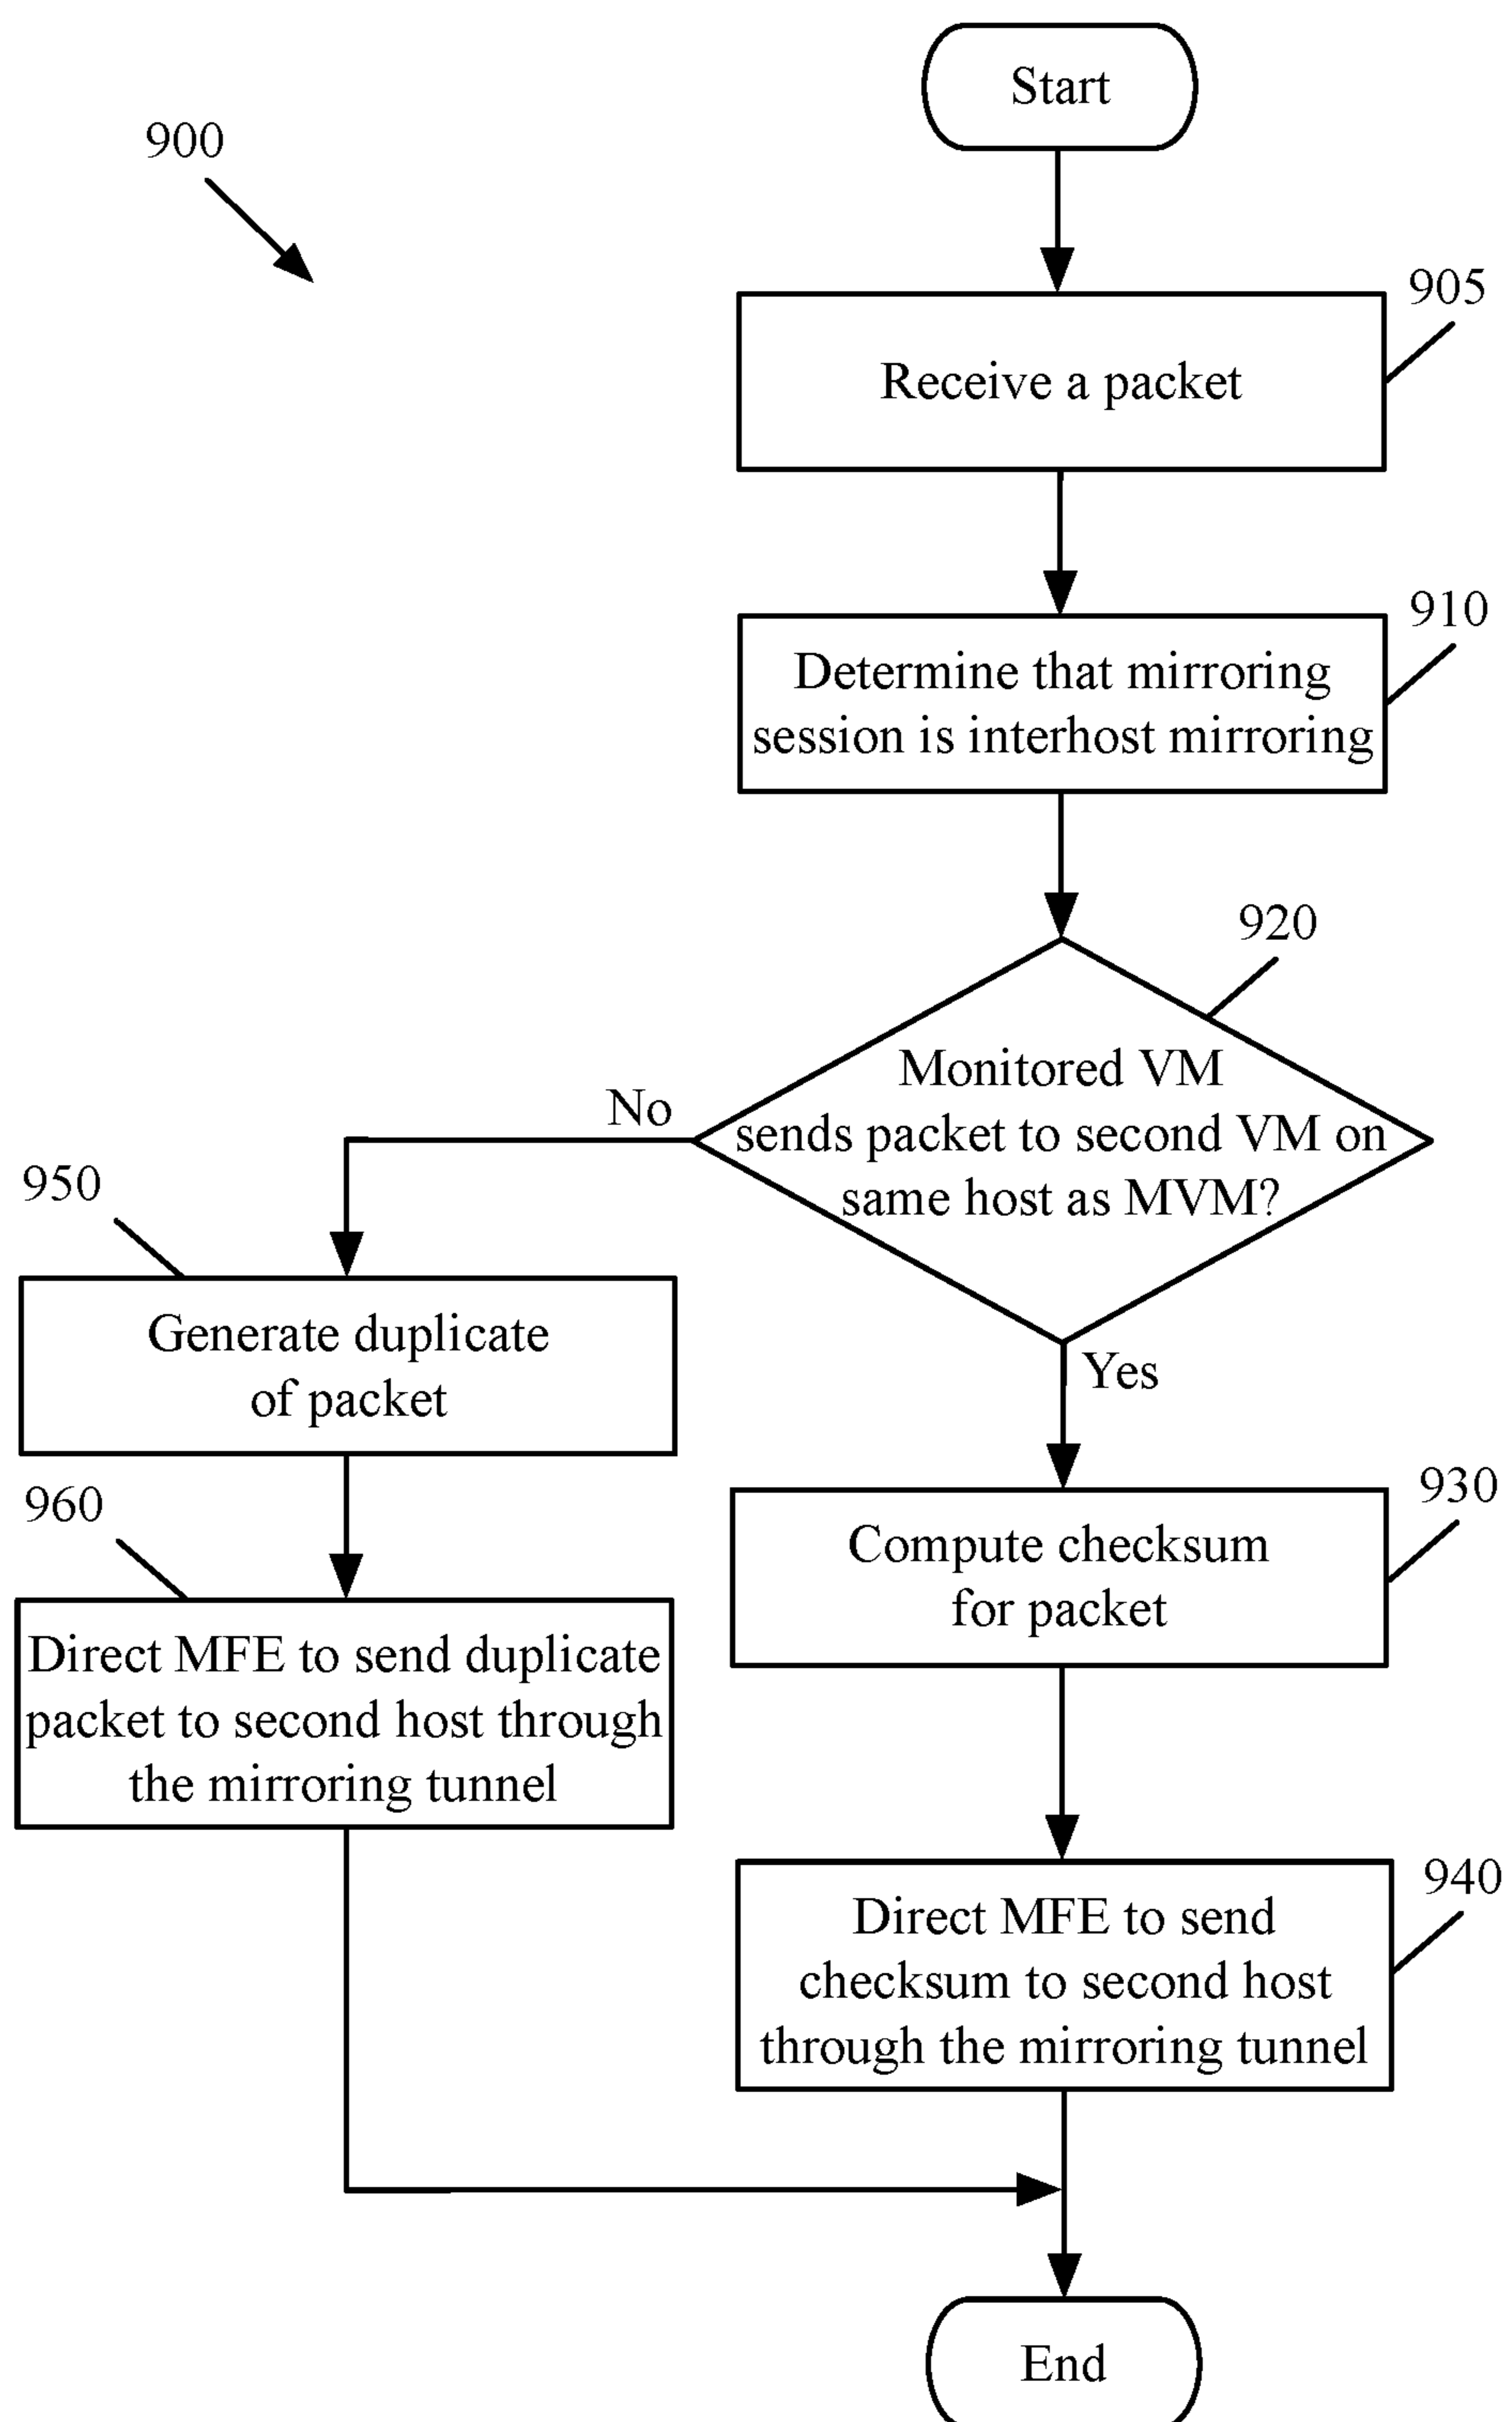 Start
900
905
Receive a packet
910
Determine that mirroring
session is interhost mirroring
920
Monitored VM
sends packet to second VM on
same host as MVM?
No
Yes
950
Generate duplicate
of packet
960
Direct MFE to send duplicate
packet to second host through
the mirroring tunnel
930
Compute checksum
for packet
940
Direct MFE to send
checksum to second host
through the mirroring tunnel
End